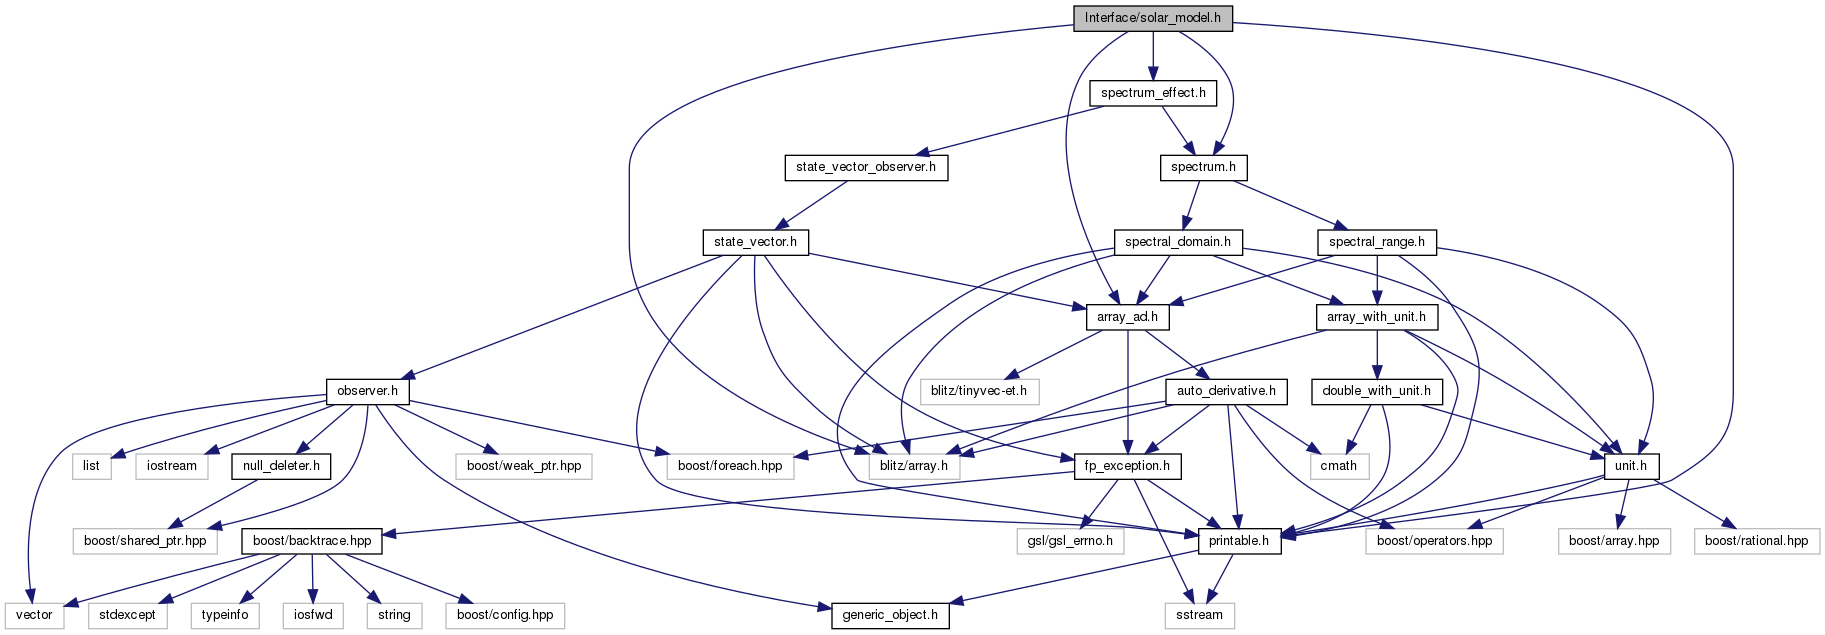 Interface/solar_model.h
spectrum_effect.h
state_vector_observer.h
spectrum.h
state_vector.h
spectral_domain.h
spectral_range.h
array_ad.h
array_with_unit.h
observer.h
blitz/tinyvec-et.h
auto_derivative.h
double_with_unit.h
list
iostream
null_deleter.h
boost/weak_ptr.hpp
boost/foreach.hpp
blitz/array.h
fp_exception.h
cmath
unit.h
boost/shared_ptr.hpp
boost/backtrace.hpp
gsl/gsl_errno.h
printable.h
boost/operators.hpp
boost/array.hpp
boost/rational.hpp
vector
stdexcept
typeinfo
iosfwd
string
boost/config.hpp
generic_object.h
sstream